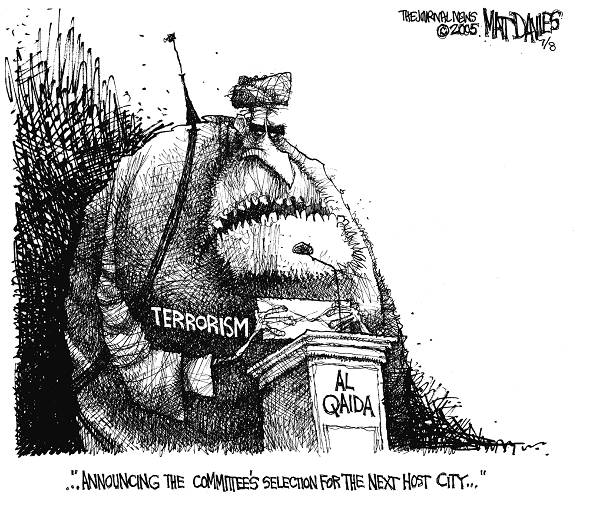 THE JOURNAL NEWS
©2005. MATT DAVIES
7/8
TERRORISM
AL
QAIDA
..."ANNOUNCING THE COMMITTEE'S SELECTION FOR THE NEXT HOST CITY..."